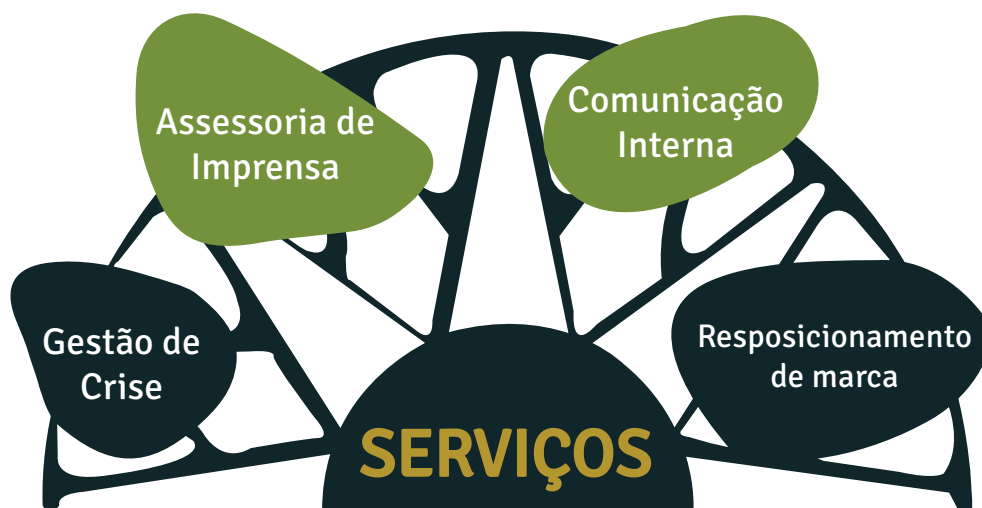 Assessoria de
Imprensa
Comunicação
Interna
Gestão de
Crise
Resposicionamento
de marca
SERVIÇOS